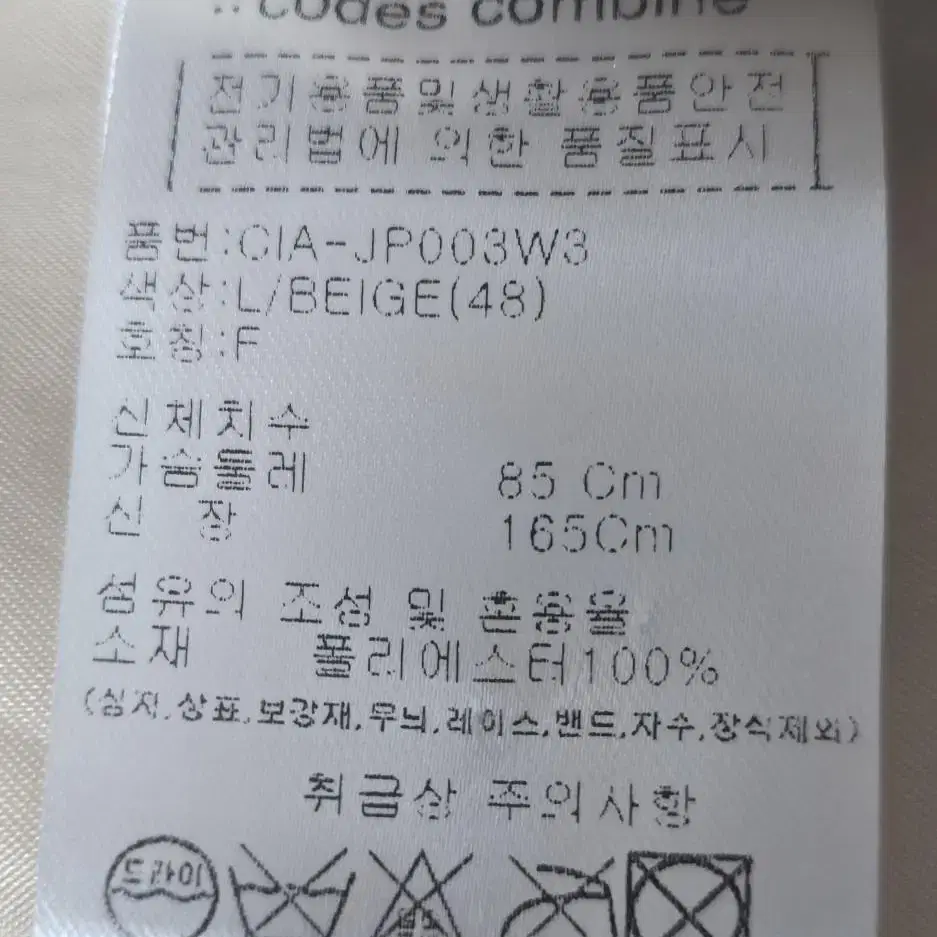 codes combine
전기용품및생활용품안전
관리법에 의한 품질표시
품번:CIA-JP003W3
색상:L/BEIGE(48)
호칭:F
신체치수
가슴둘레 85 Cm
신 장 165Cm
섬유의 조성 및 혼용율
소재 폴리에스터100%
(심지,상표,보강재,무늬,레이스,밴드,자수,장식제외)
취급상 주의사항
드라이